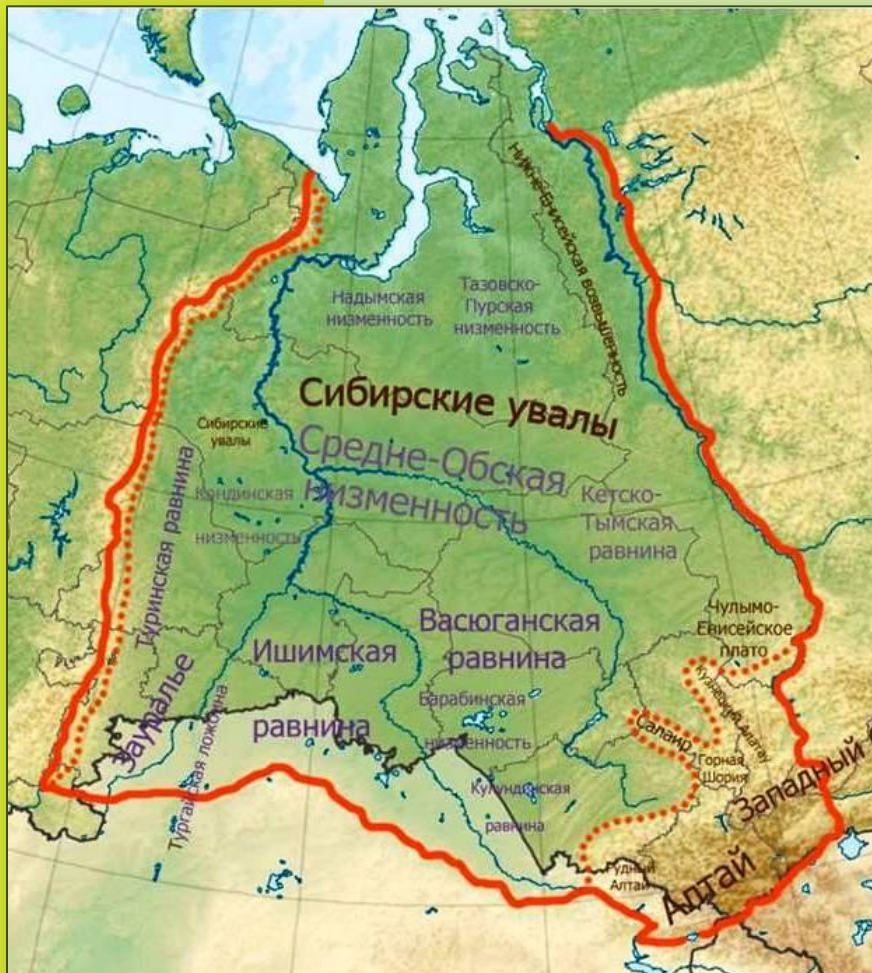 Нижне-Енисейская возвышенность
Надымская
низменность
Тазовско-
Пурская
низменность
Сибирские увалы
Сибирские
увалы
Средне-Обская
низменность
Кондинская
низменность
Кетско-
Тымская
равнина
Туринская равнина
Васюганская
равнина
Чулымо-
Енисейское
плато
Ишимская
равнина
Зауралье
Тургайская ложбина
Барабинская
низменность
Салаир
Кузнецкий Алатау
Горная
Шория
Западный С
Кулундинская
равнина
Рудный
Алтай
Алтай